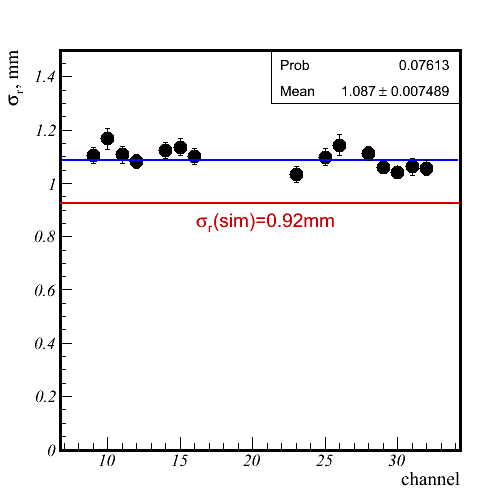 σr, mm
Prob 0.07613
Mean 1.087 ± 0.007489
1.4
1.2
1
0.8
0.6
0.4
0.2
0
σr(sim)=0.92mm
10 15 20 25 30
channel